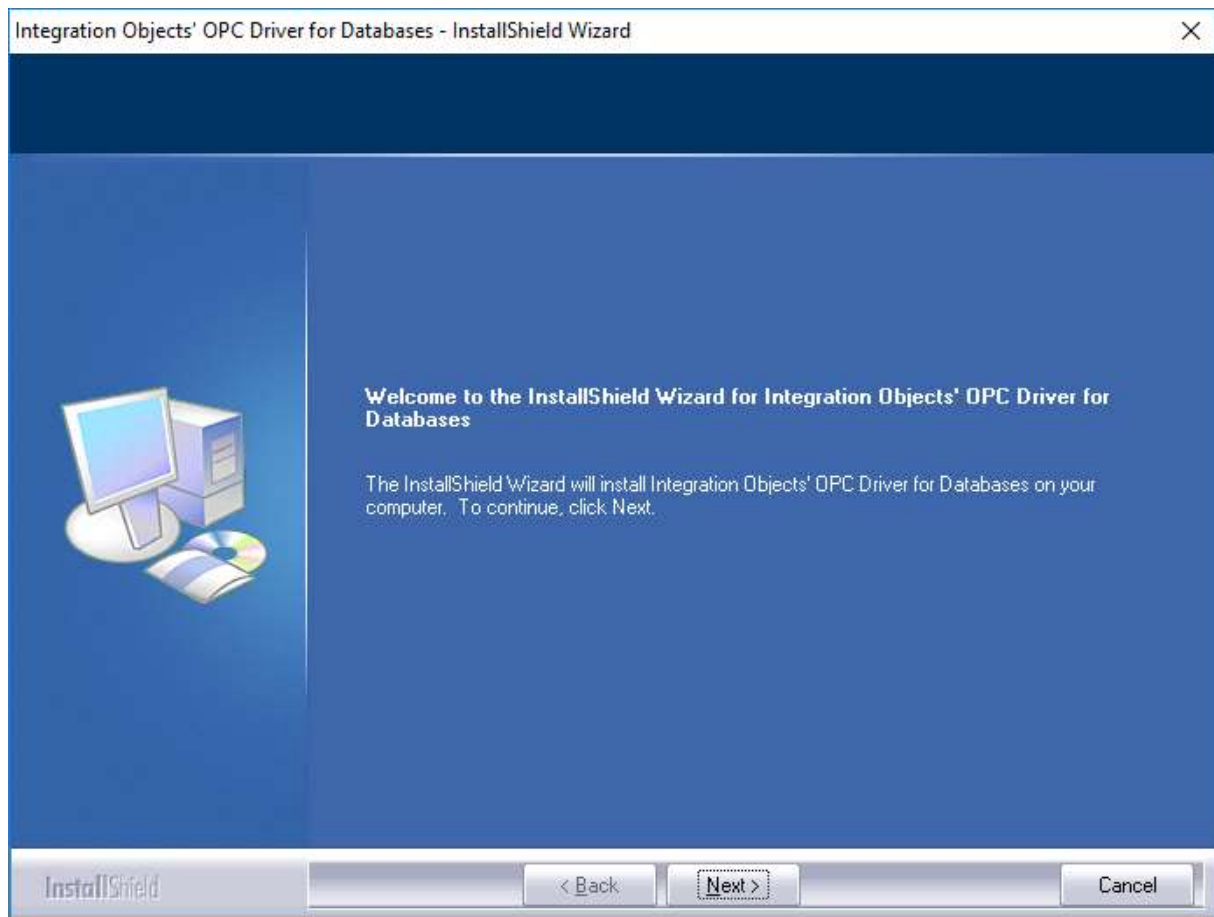 Integration Objects' OPC Driver for Databases - InstallShield Wizard
Welcome to the InstallShield Wizard for Integration Objects' OPC Driver for
Databases
The InstallShield Wizard will install Integration Objects' OPC Driver for Databases on your
computer. To continue, click Next.
InstallShield
< Back
Next >
Cancel